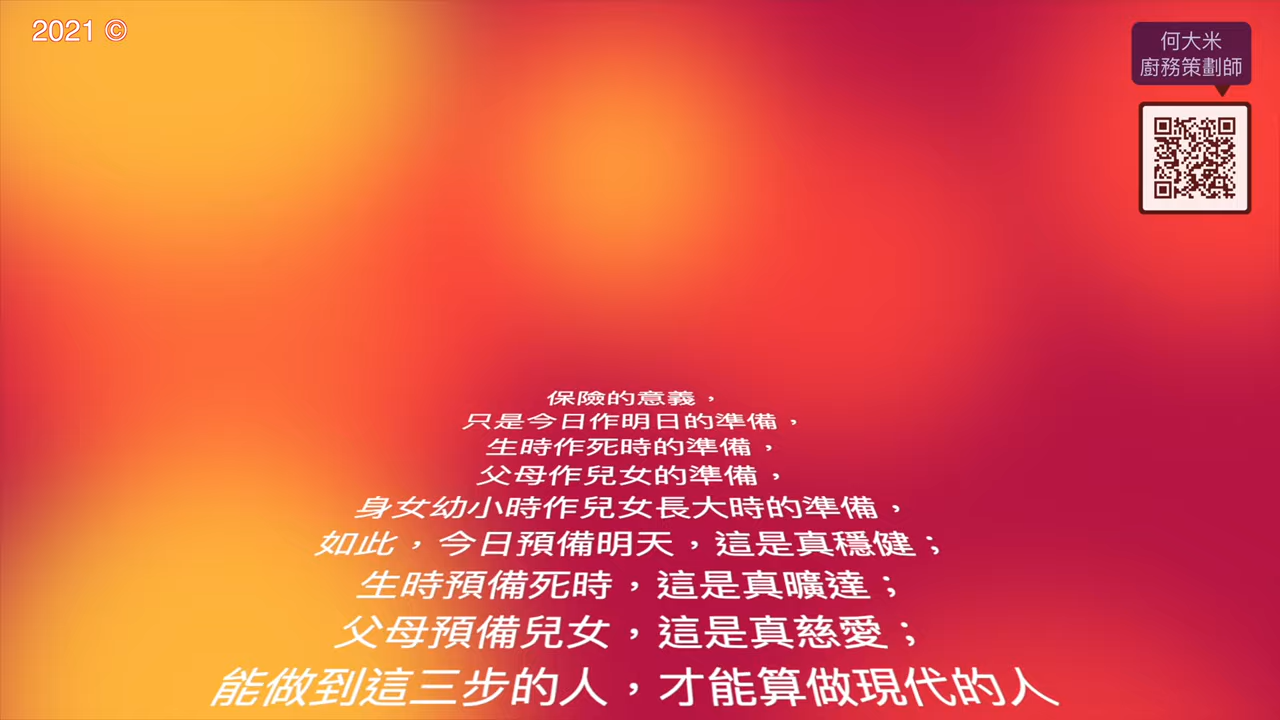 2021 ©
何大米
廚務策劃師
保險的意義，
只是今日作明日的準備，
生時作死時的準備，
父母作兒女的準備，
身女幼小時作兒女長大時的準備，
如此，今日預備明天，這是真穩健；
生時預備死時，這是真曠達；
父母預備兒女，這是真慈愛；
能做到這三步的人，才能算做現代的人